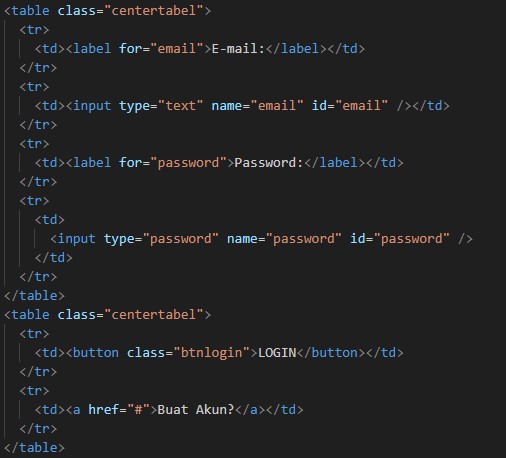 <table class="centertabel">
<tr>
<td><label for="email">E-mail:</label></td>
</tr>
<tr>
<td><input type="text" name="email" id="email" /></td>
</tr>
<tr>
<td><label for="password">Password:</label></td>
</tr>
<tr>
<td>
<input type="password" name="password" id="password" />
</td>
</tr>
</table>
<table class="centertabel">
<tr>
<td><button class="btnlogin">LOGIN</button></td>
</tr>
<tr>
<td><a href="#">Buat Akun?</a></td>
</tr>
</table>